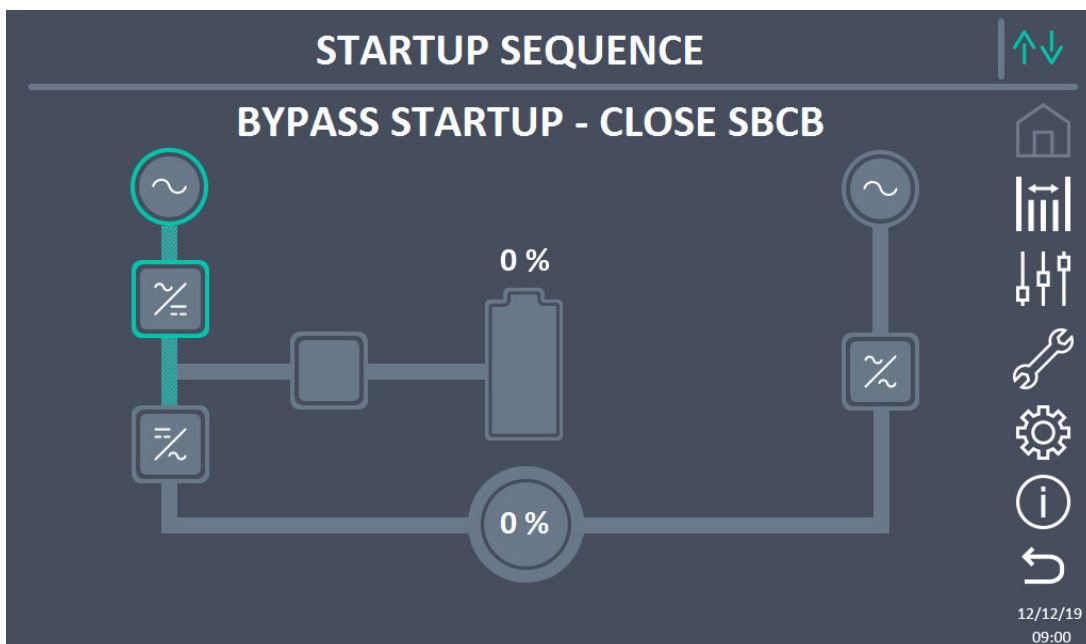 STARTUP SEQUENCE
BYPASS STARTUP - CLOSE SBCB
0 %
0 %
12/12/19
09:00